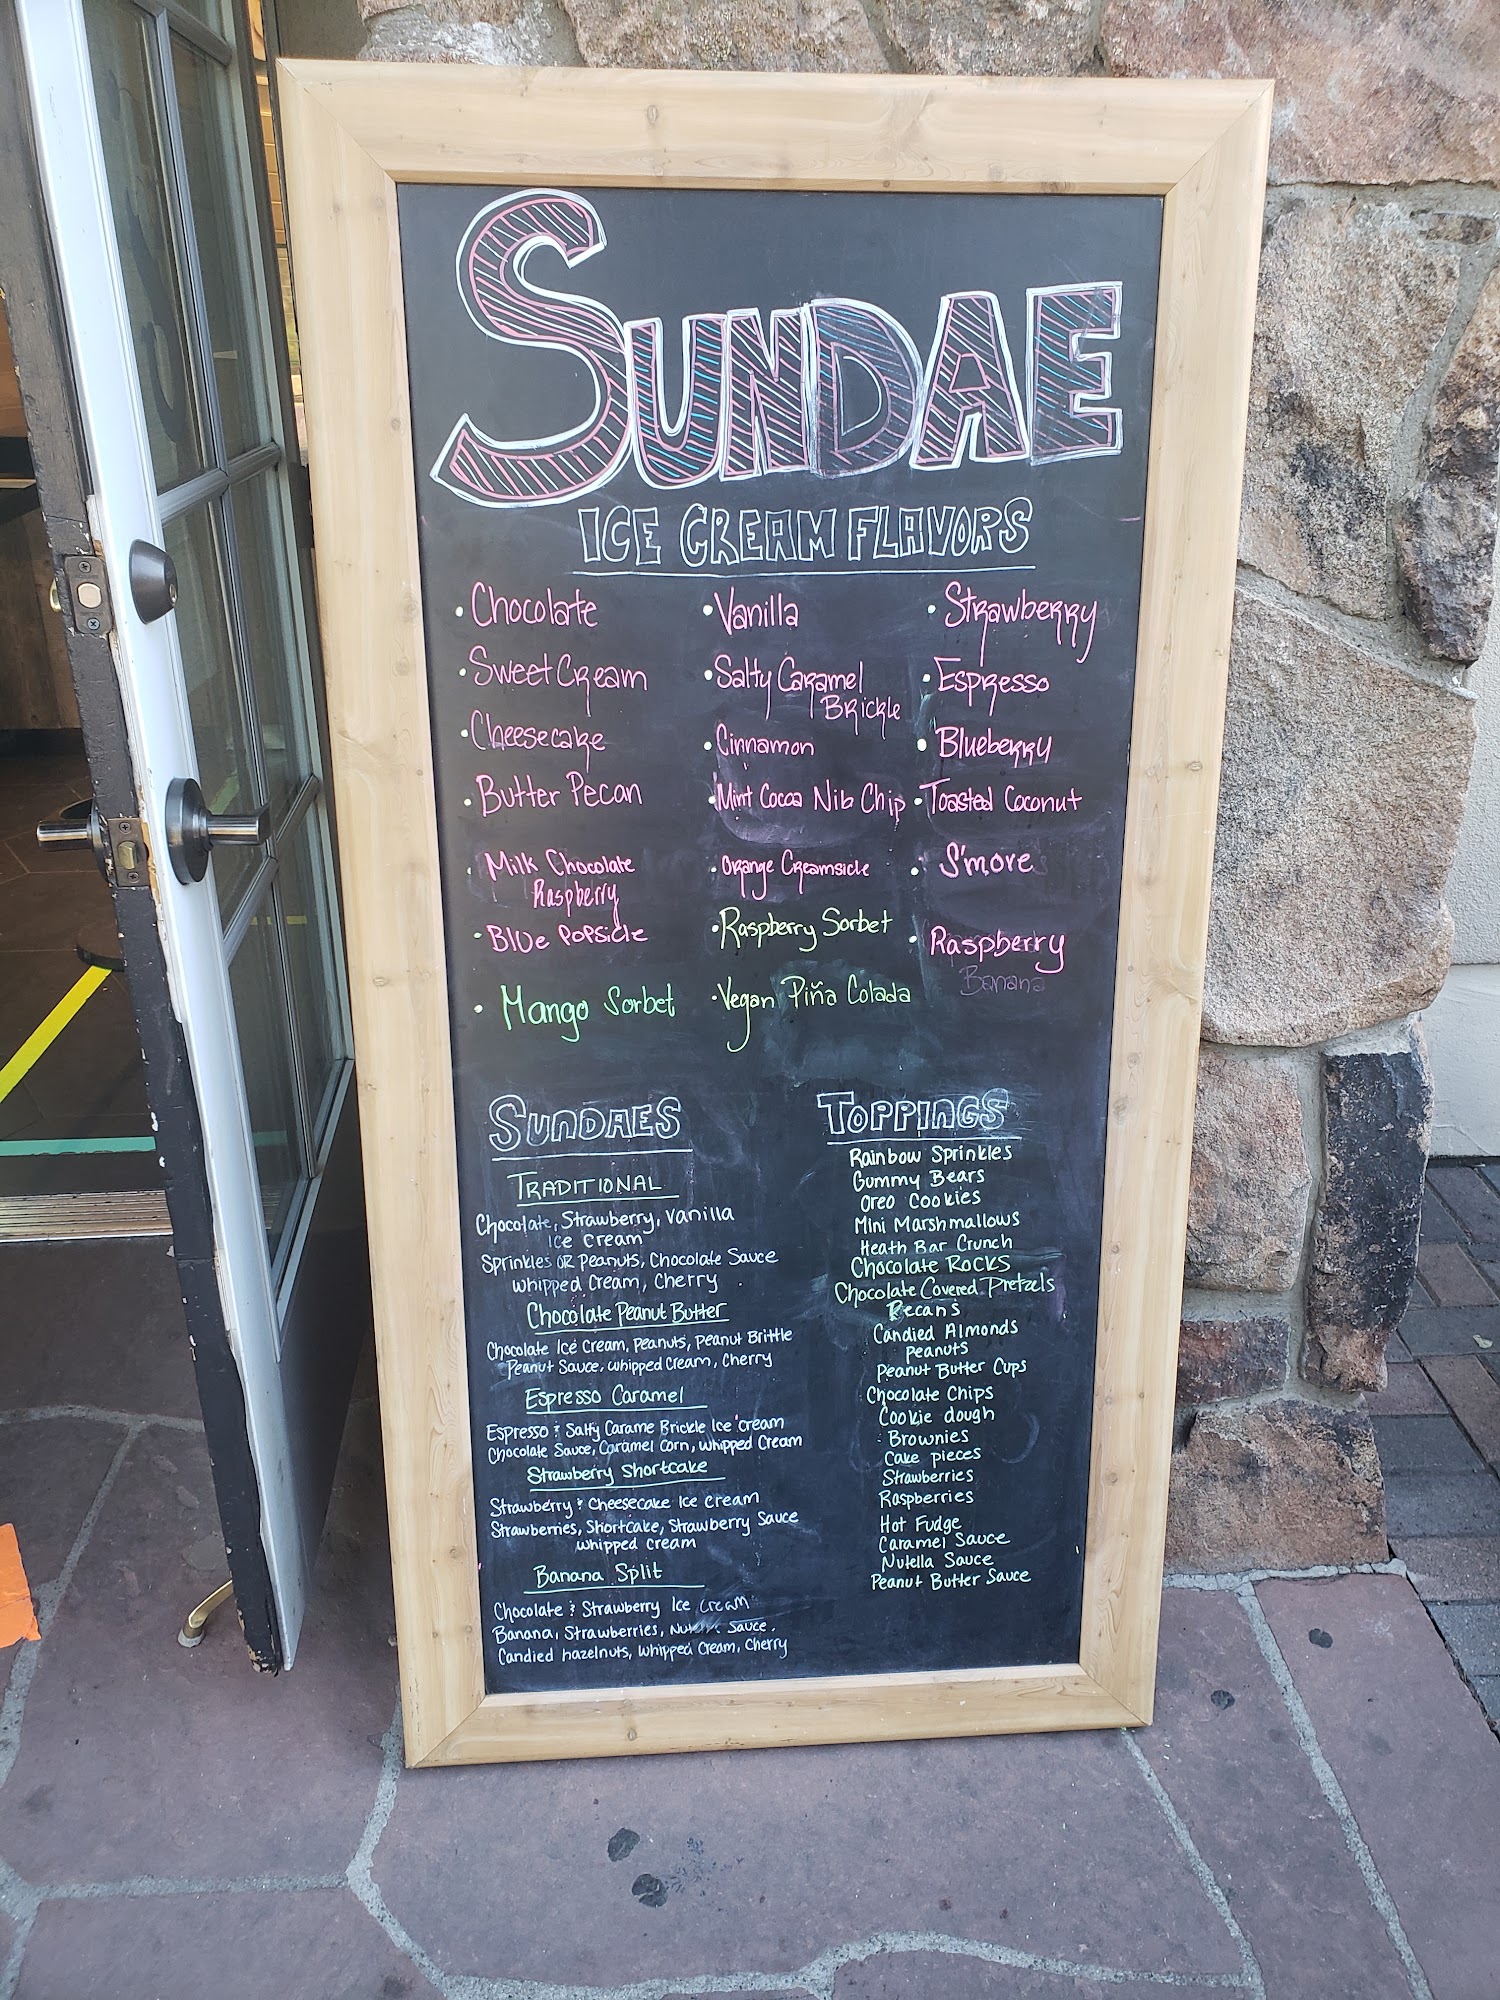 SUNDAE
ICE CREAM FLAVORS
• Chocolate
• Vanilla
• Strawberry
• Sweet Cream
• Salty Caramel
Brickle
• Espresso
• Cheesecake
• Cinnamon
• Blueberry
• Butter Pecan
• Mint Cocoa Nib Chip
• Toasted Coconut
• Milk Chocolate
Raspberry
• Orange Creamsicle
• S'more
• Blue Popsicle
• Raspberry Sorbet
• Raspberry
Banana
• Mango Sorbet
• Vegan Piña Colada
SUNDAES
TRADITIONAL
Chocolate, Strawberry, Vanilla
Ice cream
Sprinkles OR Peanuts, Chocolate Sauce
Whipped Cream, Cherry
Chocolate Peanut Butter
Chocolate Ice Cream, Peanuts, Peanut Brittle
Peanut Sauce, Whipped Cream, Cherry
Espresso Caramel
Espresso & Salty Carame Brickle Ice cream
Chocolate Sauce, Caramel Corn, Whipped Cream
Strawberry Shortcake
Strawberry & Cheesecake Ice cream
Strawberries, Shortcake, Strawberry Sauce
Whipped cream
Banana Split
Chocolate & Strawberry Ice Cream
Banana, Strawberries, Nutella Sauce,
Candied hazelnuts, Whipped Cream, Cherry
TOPPINGS
Rainbow Sprinkles
Gummy Bears
Oreo Cookies
Mini Marshmallows
Heath Bar Crunch
Chocolate Rocks
Chocolate Covered Pretzels
Pecans
Candied Almonds
Peanuts
Peanut Butter Cups
Chocolate Chips
Cookie dough
Brownies
Cake pieces
Strawberries
Raspberries
Hot Fudge
Caramel Sauce
Nutella Sauce
Peanut Butter Sauce